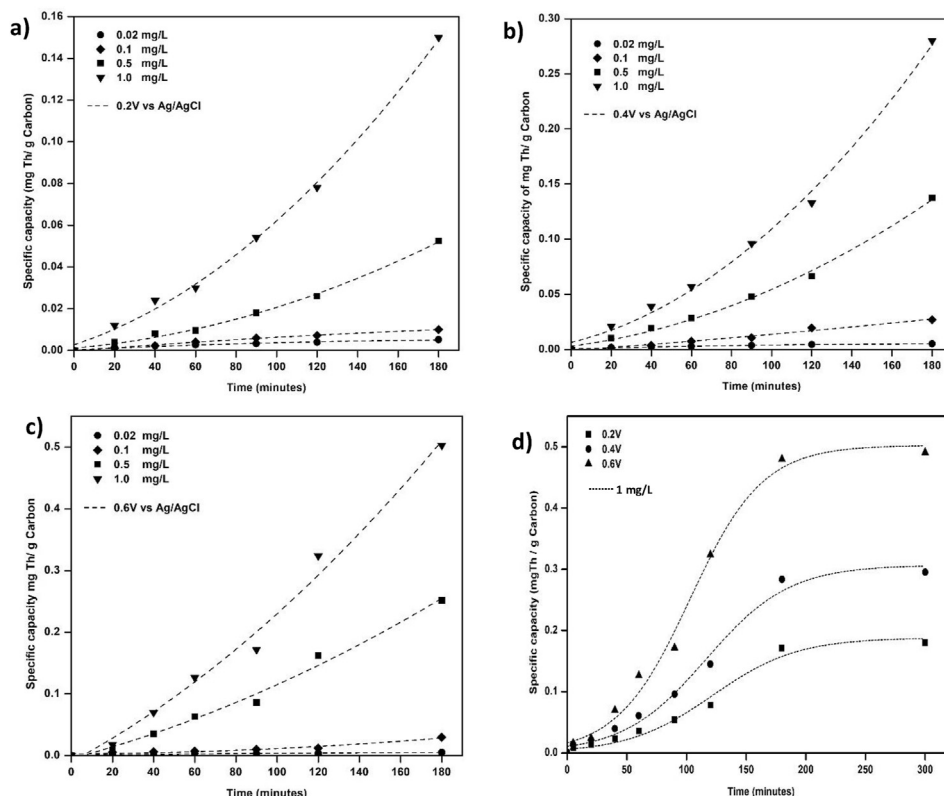 a)
0.16
0.14
0.12
0.10
0.08
0.06
0.04
0.02
0.00
Specific capacity (mg Th/ g Carbon)
0.02 mg/L
0.1 mg/L
0.5 mg/L
1.0 mg/L
0.2V vs Ag/AgCl
0 20 40 60 80 100 120 140 160 180
Time (minutes)
b)
0.30
0.25
0.20
0.15
0.10
0.05
0.00
Specific capacity of mg Th/ g Carbon)
0.02 mg/L
0.1 mg/L
0.5 mg/L
1.0 mg/L
0.4V vs Ag/AgCl
0 20 40 60 80 100 120 140 160 180
Time (minutes)
c)
0.5
0.4
0.3
0.2
0.1
0.0
Specific capacity mg Th/ g Carbon
0.02 mg/L
0.1 mg/L
0.5 mg/L
1.0 mg/L
0.6V vs Ag/AgCl
0 20 40 60 80 100 120 140 160 180
Time (minutes)
d)
0.5
0.4
0.3
0.2
0.1
0.0
Specific capacity (mgTh / g Carbon)
0.2V
0.4V
0.6V
1 mg/L
0 50 100 150 200 250 300
Time (minutes)